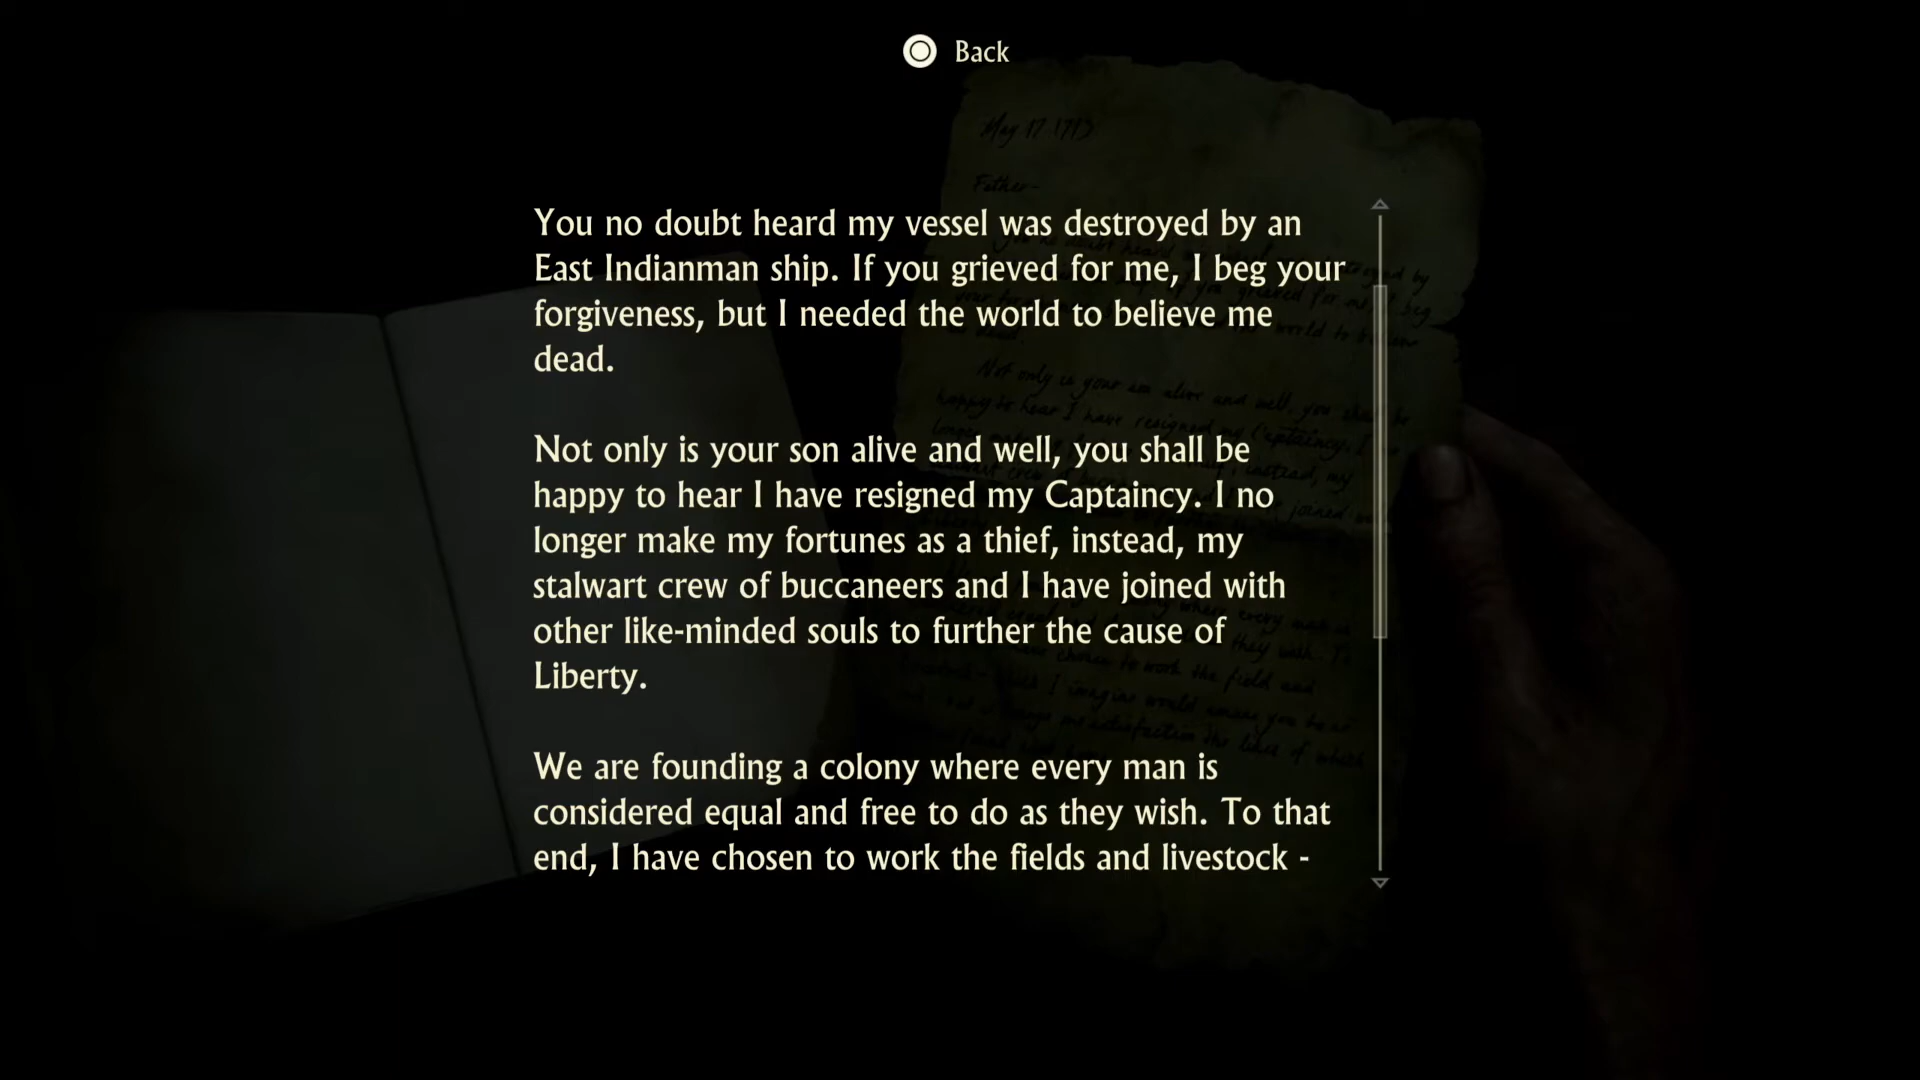 Back
May 17 1713
Father-
You no doubt heard my vessel was destroyed by an
East Indianman ship. If you grieved for me, I beg your
forgiveness, but I needed the world to believe me
dead.
Not only is your son alive and well, you shall be
happy to hear I have resigned my Captaincy. I no
longer make my fortunes as a thief, instead, my
stalwart crew of buccaneers and I have joined with
other like-minded souls to further the cause of
Liberty.
We are founding a colony where every man is
considered equal and free to do as they wish. To that
end, I have chosen to work the fields and livestock -